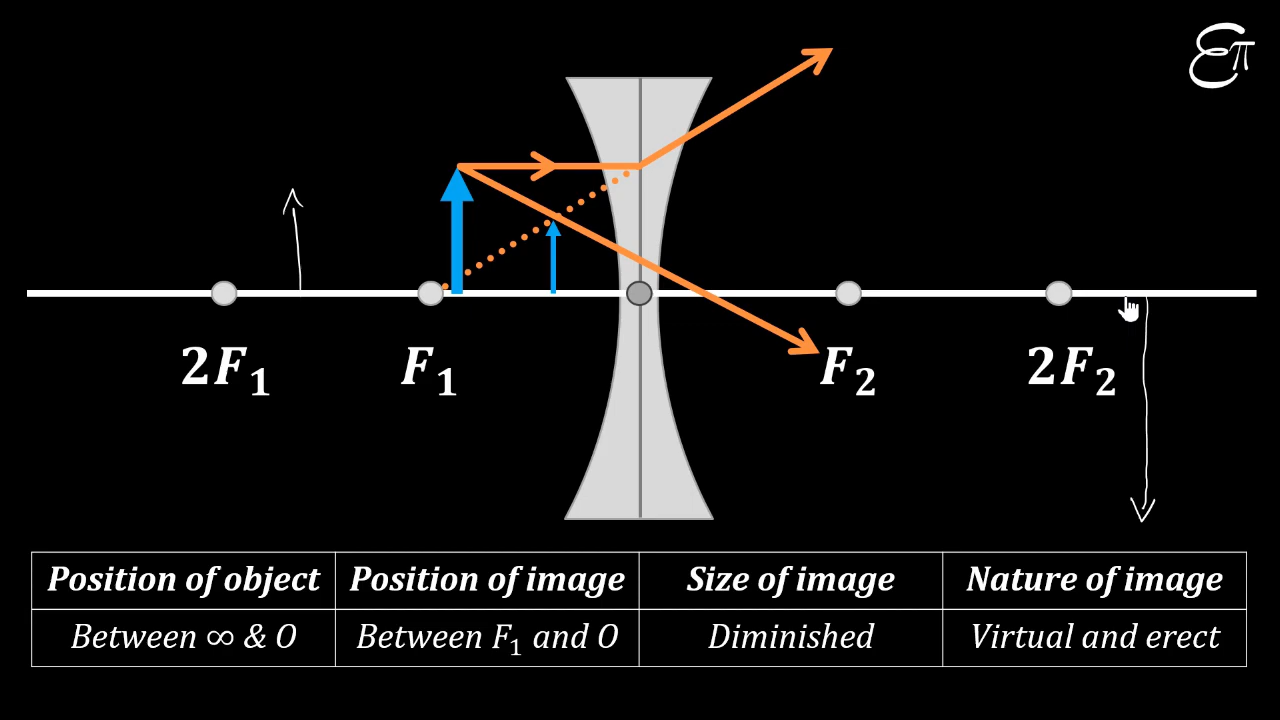 ℰπ
2F₁ F₁ F₂ 2F₂
Position of object Position of image Size of image Nature of image
Between ∞ & O Between F₁ and O Diminished Virtual and erect